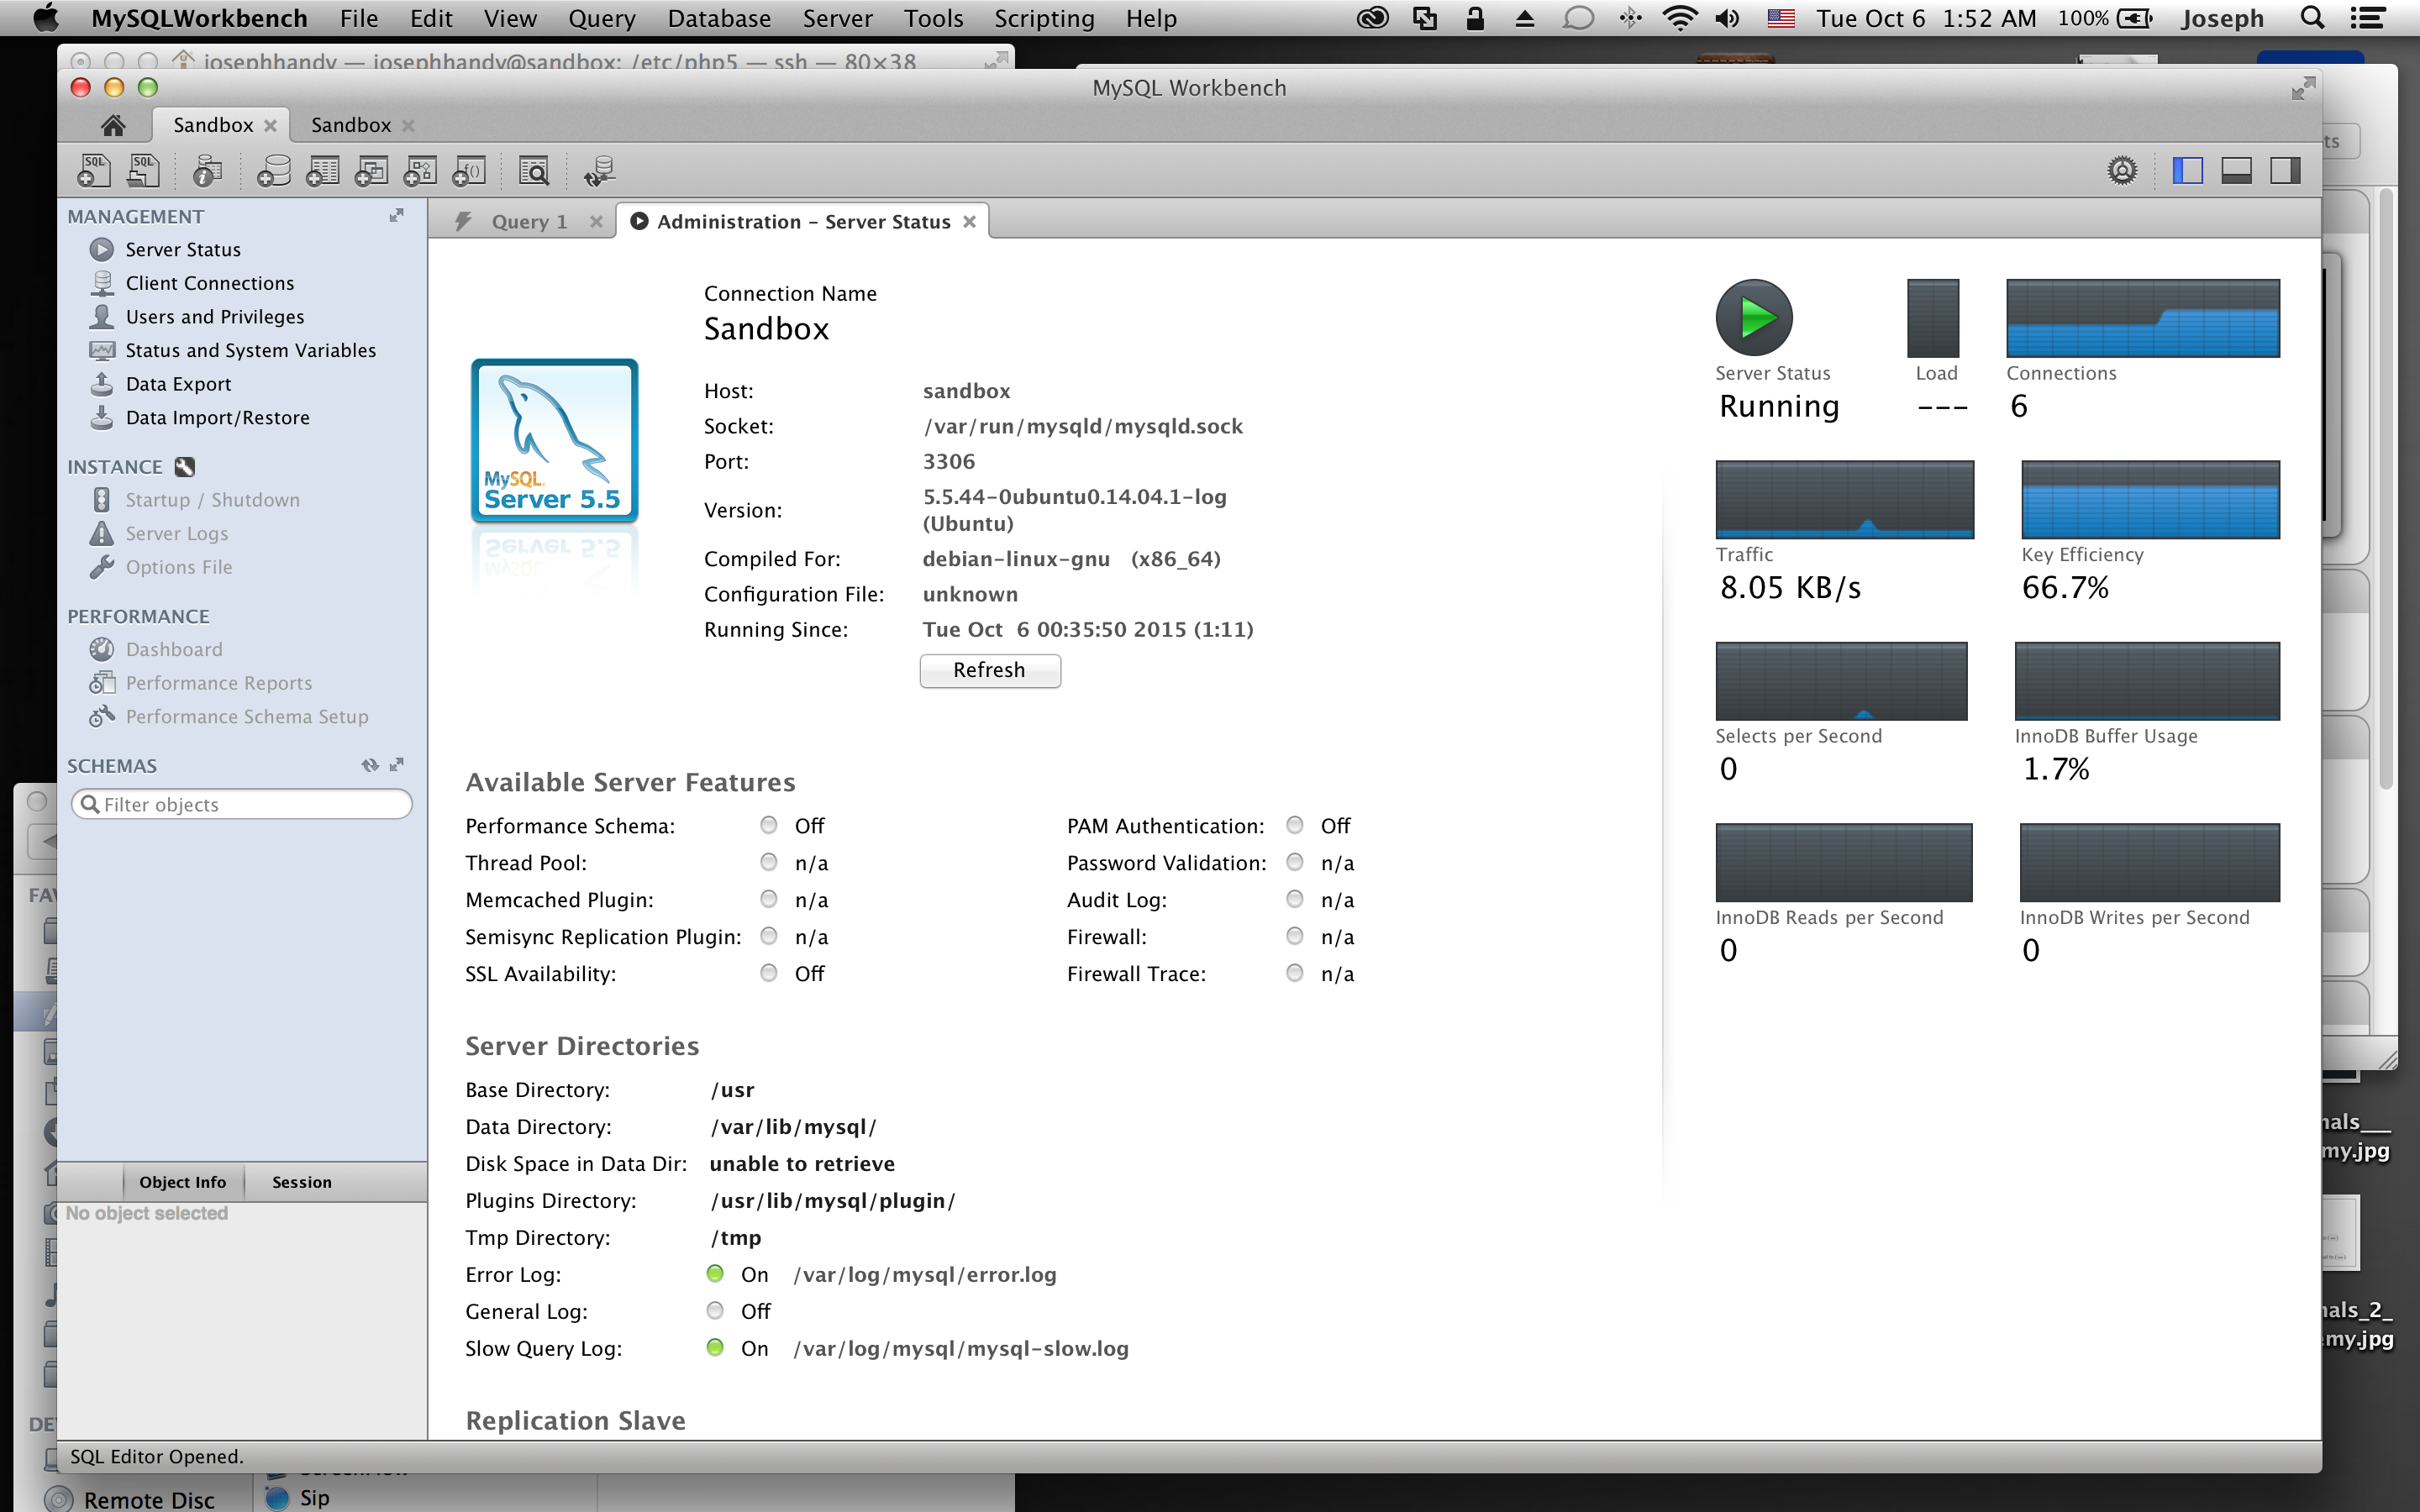 MySQLWorkbench File Edit View Query Database Server Tools Scripting Help Tue Oct 6 1:52 AM 100% Joseph
josephhandy — josephhandy@sandbox: /etc/php5 — ssh — 80×38
MySQL Workbench
Sandbox Sandbox
ts
SQL SQL
MANAGEMENT
Server Status
Client Connections
Users and Privileges
Status and System Variables
Data Export
Data Import/Restore
INSTANCE
Startup / Shutdown
Server Logs
Options File
PERFORMANCE
Dashboard
Performance Reports
Performance Schema Setup
SCHEMAS
Filter objects
Object Info Session
No object selected
Query 1 Administration - Server Status
Connection Name
Sandbox
MySQL
Server 5.5
Host: sandbox
Socket: /var/run/mysqld/mysqld.sock
Port: 3306
Version: 5.5.44-0ubuntu0.14.04.1-log
(Ubuntu)
Compiled For: debian-linux-gnu (x86_64)
Configuration File: unknown
Running Since: Tue Oct 6 00:35:50 2015 (1:11)
Refresh
Available Server Features
Performance Schema: Off PAM Authentication: Off
Thread Pool: n/a Password Validation: n/a
Memcached Plugin: n/a Audit Log: n/a
Semisync Replication Plugin: n/a Firewall: n/a
SSL Availability: Off Firewall Trace: n/a
Server Directories
Base Directory: /usr
Data Directory: /var/lib/mysql/
Disk Space in Data Dir: unable to retrieve
Plugins Directory: /usr/lib/mysql/plugin/
Tmp Directory: /tmp
Error Log: On /var/log/mysql/error.log
General Log: Off
Slow Query Log: On /var/log/mysql/mysql-slow.log
Replication Slave
Server Status Load Connections
Running --- 6
Traffic Key Efficiency
8.05 KB/s 66.7%
Selects per Second InnoDB Buffer Usage
0 1.7%
InnoDB Reads per Second InnoDB Writes per Second
0 0
SQL Editor Opened.
FAV
DE
Remote Disc Sip
nals___
my.jpg
nals_2_
emy.jpg